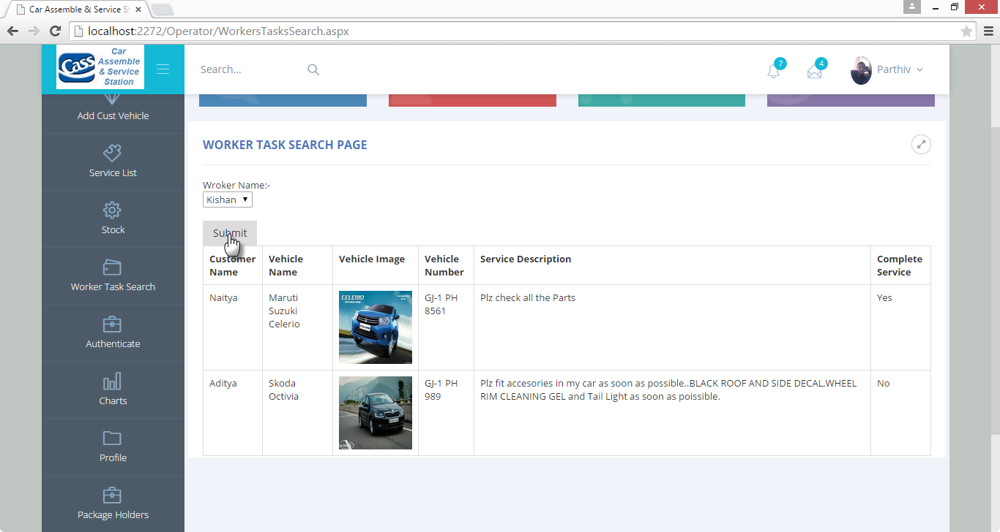 Car Assemble & Service St
localhost:2272/Operator/WorkersTasksSearch.aspx
Cass
Car
Assemble
& Service
Station
Search...
7
4
Parthiv
Add Cust Vehicle
Service List
Stock
Worker Task Search
Authenticate
Charts
Profile
Package Holders
WORKER TASK SEARCH PAGE
Wroker Name:-
Kishan
Submit
Customer Name
Vehicle Name
Vehicle Image
Vehicle Number
Service Description
Complete Service
Naitya
Maruti
Suzuki
Celerio
CELERIO
GJ-1 PH
8561
Plz check all the Parts
Yes
Aditya
Skoda
Octivia
GJ-1 PH
989
Plz fit accesories in my car as soon as possible..BLACK ROOF AND SIDE DECAL,WHEEL
RIM CLEANING GEL and Tail Light as soon as poissible.
No